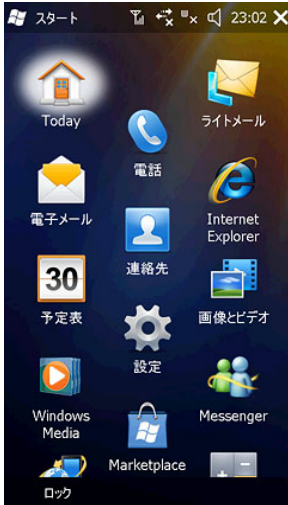 スタート 23:02
Today
ライトメール
電話
電子メール
Internet
Explorer
連絡先
30
予定表
画像とビデオ
設定
Windows
Media
Messenger
Marketplace
ロック